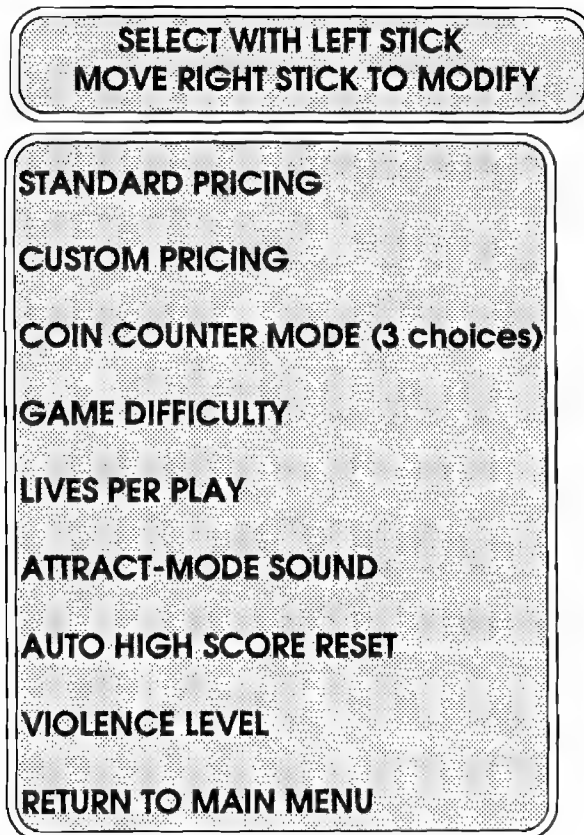 SELECT WITH LEFT STICK
MOVE RIGHT STICK TO MODIFY
STANDARD PRICING
CUSTOM PRICING
COIN COUNTER MODE (3 choices)
GAME DIFFICULTY
LIVES PER PLAY
ATTRACT-MODE SOUND
AUTO HIGH SCORE RESET
VIOLENCE LEVEL
RETURN TO MAIN MENU